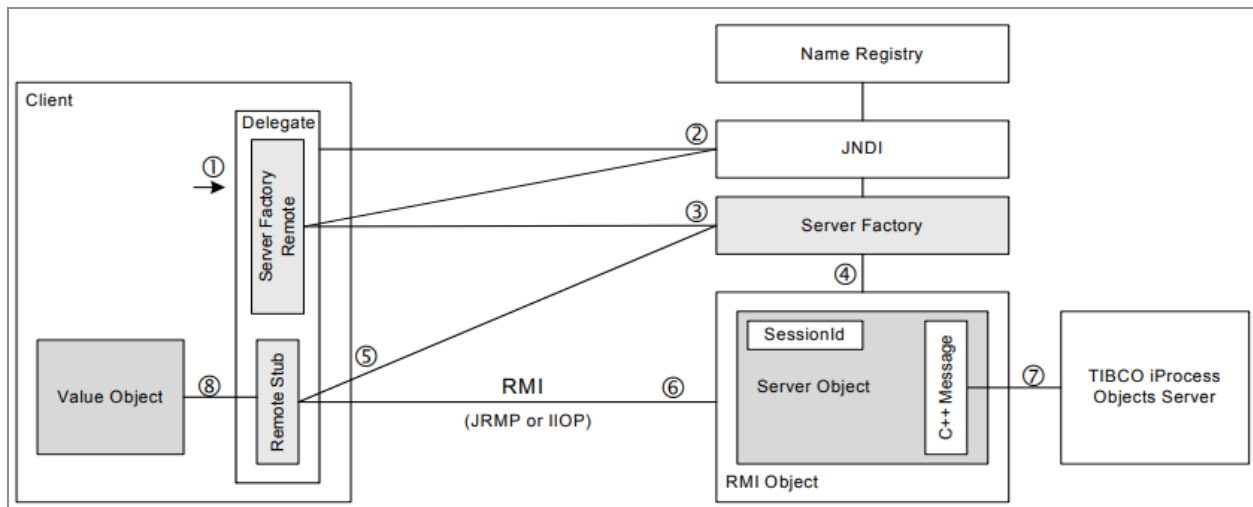 Name Registry
Client
Delegate
①
②
JNDI
Server Factory
Remote
③
Server Factory
④
SessionId
⑤
Value Object
⑧
Remote Stub
RMI
(JRMP or IIOP)
⑥
Server Object
C++ Message
⑦
TIBCO iProcess
Objects Server
RMI Object